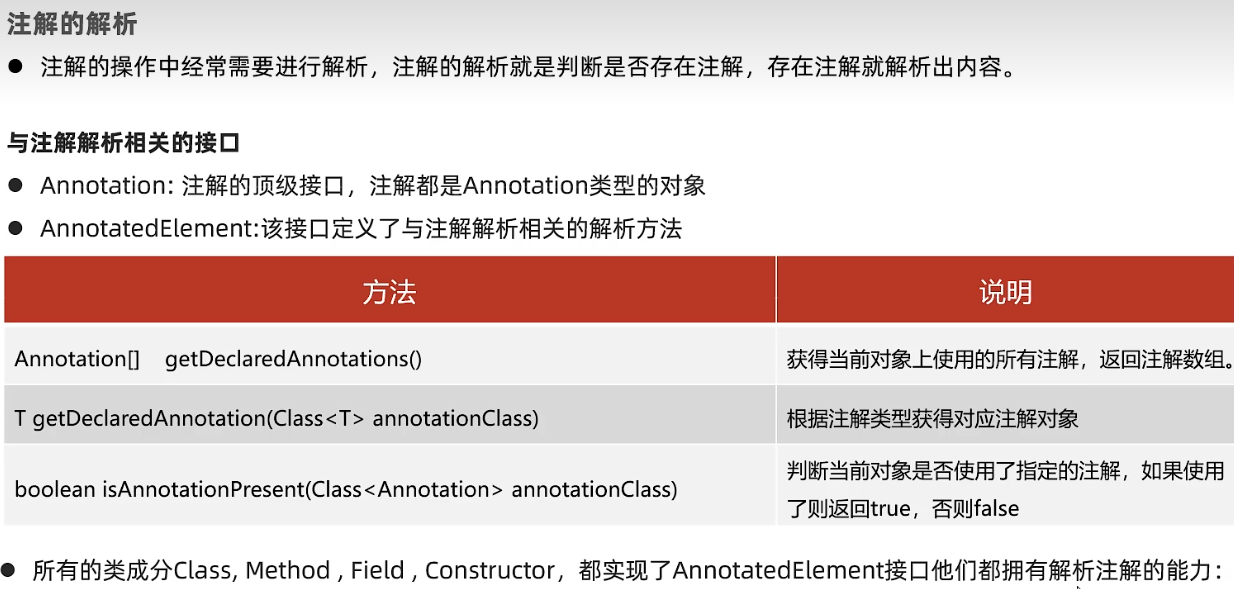 注解的解析
● 注解的操作中经常需要进行解析，注解的解析就是判断是否存在注解，存在注解就解析出内容。
与注解解析相关的接口
● Annotation: 注解的顶级接口，注解都是Annotation类型的对象
● AnnotatedElement:该接口定义了与注解解析相关的解析方法
方法 说明
Annotation[] getDeclaredAnnotations() 获得当前对象上使用的所有注解，返回注解数组。
T getDeclaredAnnotation(Class<T> annotationClass) 根据注解类型获得对应注解对象
boolean isAnnotationPresent(Class<Annotation> annotationClass) 判断当前对象是否使用了指定的注解，如果使用
了则返回true，否则false
● 所有的类成分Class, Method , Field , Constructor，都实现了AnnotatedElement接口他们都拥有解析注解的能力：